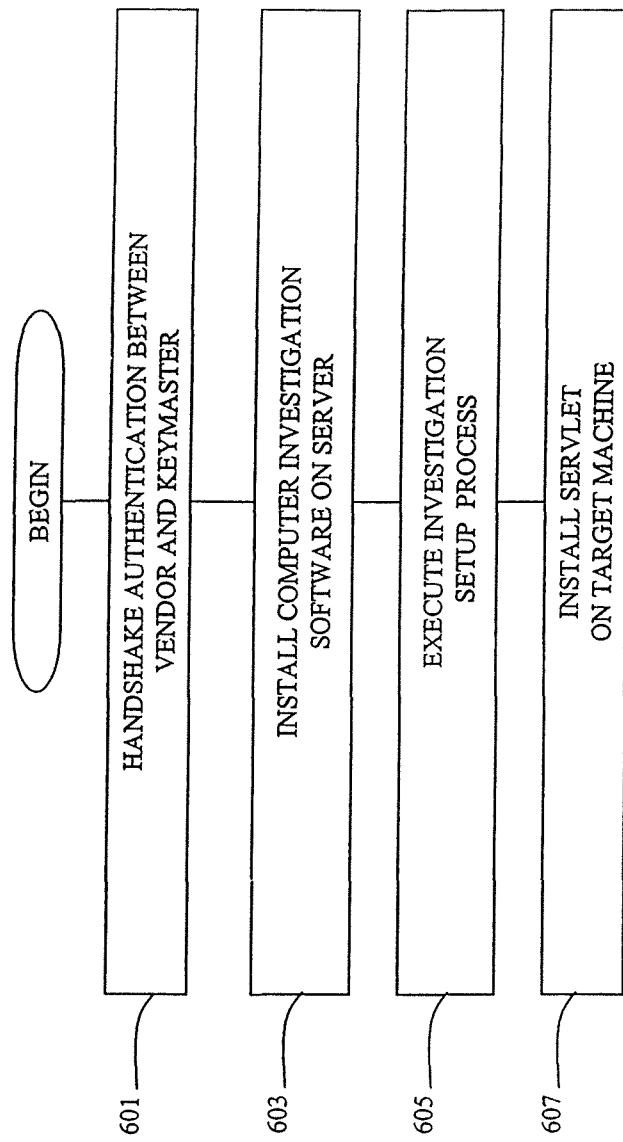 BEGIN
601
HANDSHAKE AUTHENTICATION BETWEEN
VENDOR AND KEYMASTER
603
INSTALL COMPUTER INVESTIGATION
SOFTWARE ON SERVER
605
EXECUTE INVESTIGATION
SETUP PROCESS
607
INSTALL SERVLET
ON TARGET MACHINE